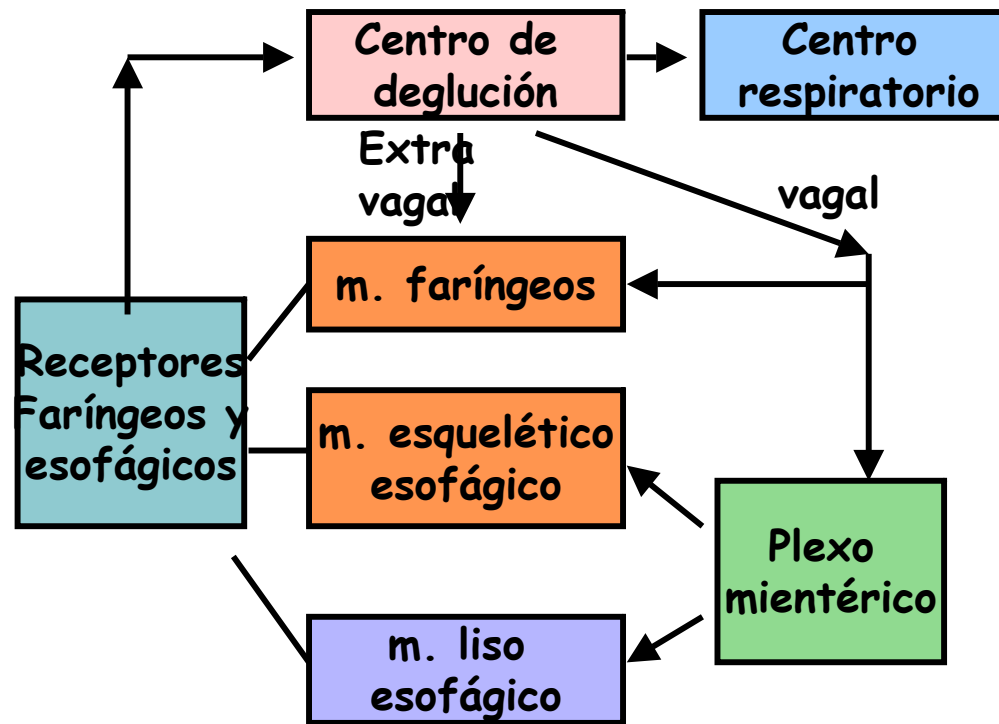 Centro de
deglución
Centro
respiratorio
Extra
vagal
vagal
m. faríngeos
Receptores
Faríngeos y
esofágicos
m. esquelético
esofágico
Plexo
mientérico
m. liso
esofágico